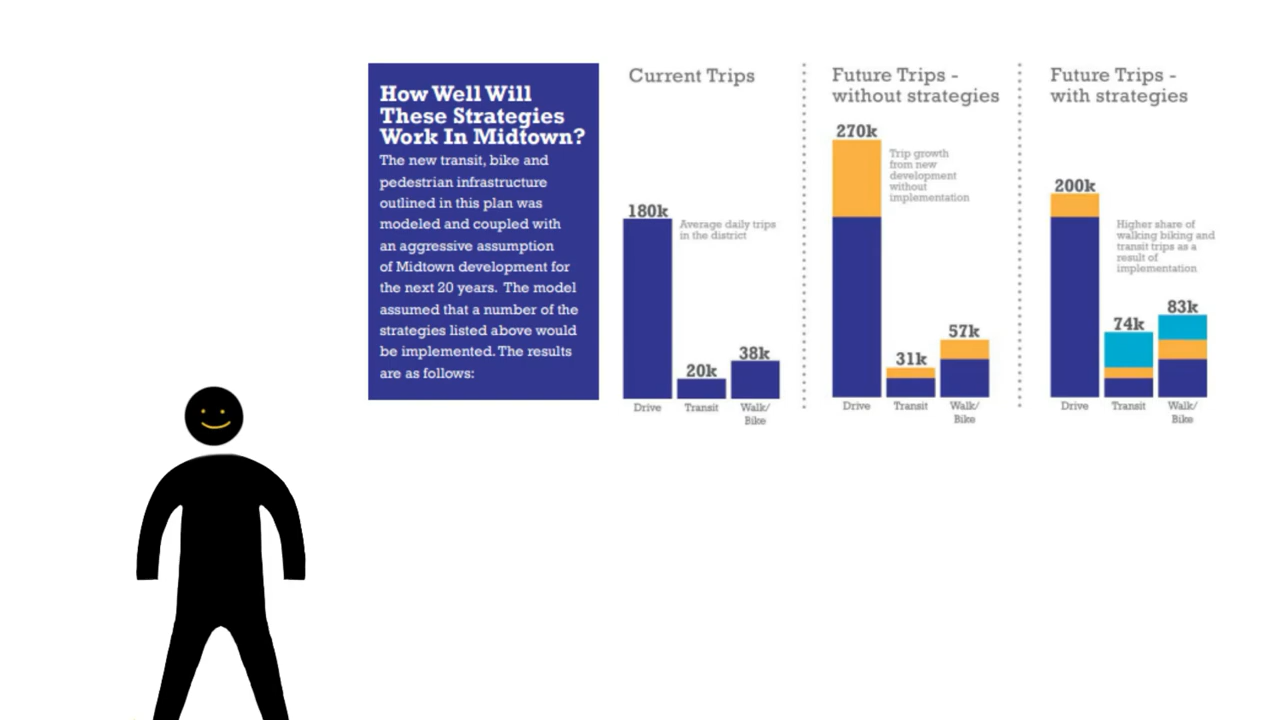 How Well Will
These Strategies
Work In Midtown?
The new transit, bike and
pedestrian infrastructure
outlined in this plan was
modeled and coupled with
an aggressive assumption
of Midtown development for
the next 20 years. The model
assumed that a number of the
strategies listed above would
be implemented. The results
are as follows:
Current Trips
180k
Average daily trips
in the district
20k
38k
Drive
Transit
Walk/
Bike
Future Trips -
without strategies
270k
Trip growth
from new
development
without
implementation
31k
57k
Drive
Transit
Walk/
Bike
Future Trips -
with strategies
200k
Higher share of
walking biking and
transit trips as a
result of
implementation
74k
83k
Drive
Transit
Walk/
Bike